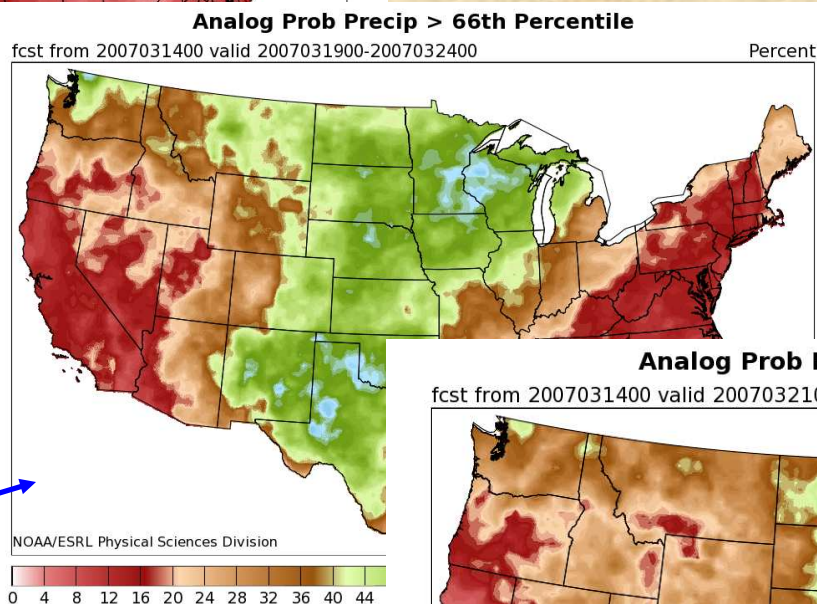 Analog Prob Precip > 66th Percentile
fcst from 2007031400 valid 2007031900-2007032400 Percent
NOAA/ESRL Physical Sciences Division
0 4 8 12 16 20 24 28 32 36 40 44
Analog Prob
fcst from 2007031400 valid 200703210